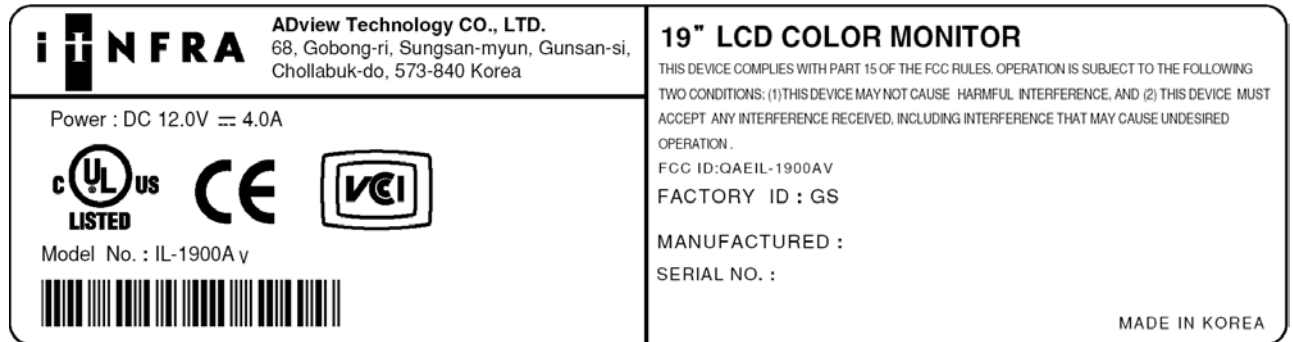 iTNFRA
ADview Technology CO., LTD.
68, Gobong-ri, Sungsan-myun, Gunsan-si,
Chollabuk-do, 573-840 Korea
Power : DC 12.0V ⎓ 4.0A
C UL US
LISTED
CE
VCI
Model No. : IL-1900A v
19" LCD COLOR MONITOR
THIS DEVICE COMPLIES WITH PART 15 OF THE FCC RULES. OPERATION IS SUBJECT TO THE FOLLOWING
TWO CONDITIONS: (1)THIS DEVICE MAY NOT CAUSE HARMFUL INTERFERENCE, AND (2) THIS DEVICE MUST
ACCEPT ANY INTERFERENCE RECEIVED, INCLUDING INTERFERENCE THAT MAY CAUSE UNDESIRED
OPERATION .
FCC ID:QAEIL-1900AV
FACTORY ID : GS
MANUFACTURED :
SERIAL NO. :
MADE IN KOREA